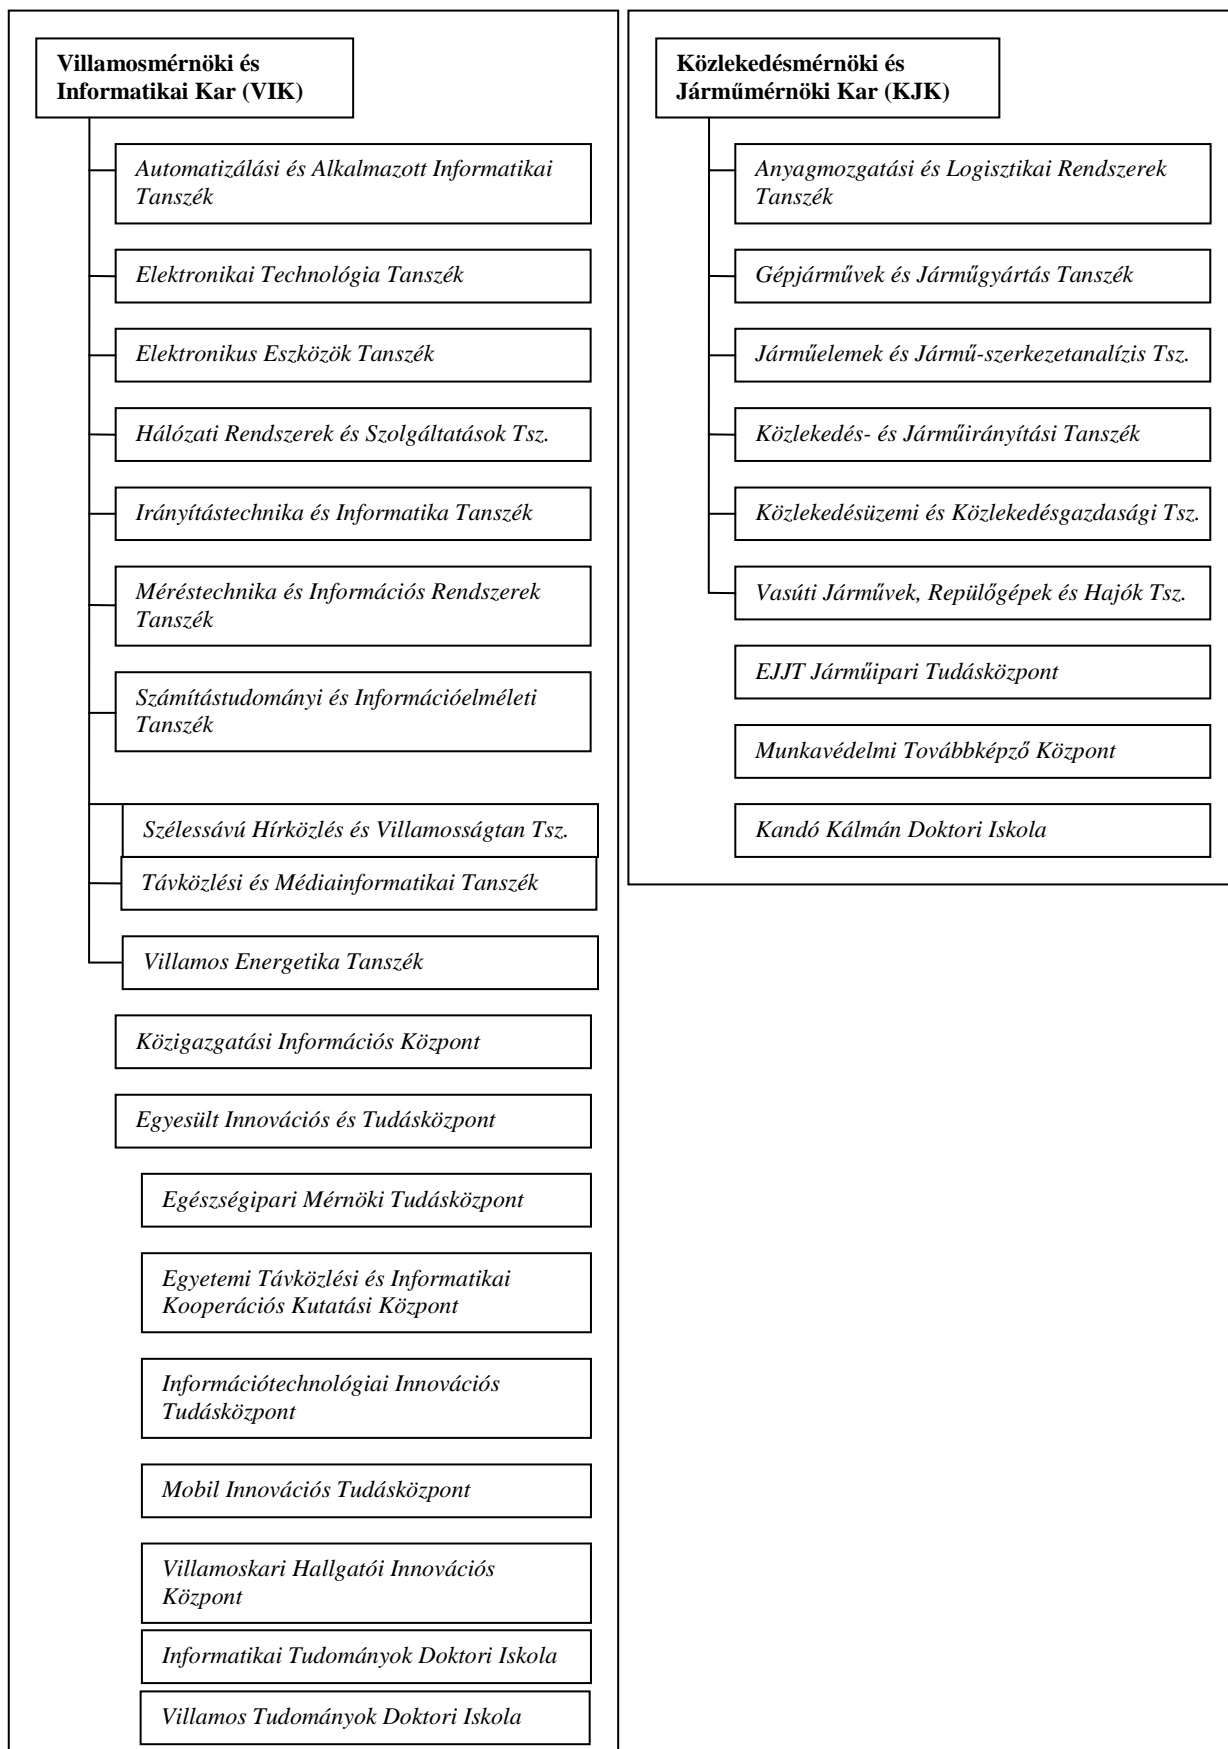 Villamosmérnöki és
Informatikai Kar (VIK)
Automatizálási és Alkalmazott Informatikai
Tanszék
Elektronikai Technológia Tanszék
Elektronikus Eszközök Tanszék
Hálózati Rendszerek és Szolgáltatások Tsz.
Irányítástechnika és Informatika Tanszék
Méréstechnika és Információs Rendszerek
Tanszék
Számítástudományi és Információelméleti
Tanszék
Szélessávú Hírközlés és Villamosságtan Tsz.
Távközlési és Médiainformatikai Tanszék
Villamos Energetika Tanszék
Közigazgatási Információs Központ
Egyesült Innovációs és Tudásközpont
Egészségipari Mérnöki Tudásközpont
Egyetemi Távközlési és Informatikai
Kooperációs Kutatási Központ
Információtechnológiai Innovációs
Tudásközpont
Mobil Innovációs Tudásközpont
Villamoskari Hallgatói Innovációs
Központ
Informatikai Tudományok Doktori Iskola
Villamos Tudományok Doktori Iskola
Közlekedésmérnöki és
Járműmérnöki Kar (KJK)
Anyagmozgatási és Logisztikai Rendszerek
Tanszék
Gépjárművek és Járműgyártás Tanszék
Járműelemek és Jármű-szerkezetanalízis Tsz.
Közlekedés- és Járműirányítási Tanszék
Közlekedésüzemi és Közlekedésgazdasági Tsz.
Vasúti Járművek, Repülőgépek és Hajók Tsz.
EJJT Járműipari Tudásközpont
Munkavédelmi Továbbképző Központ
Kandó Kálmán Doktori Iskola